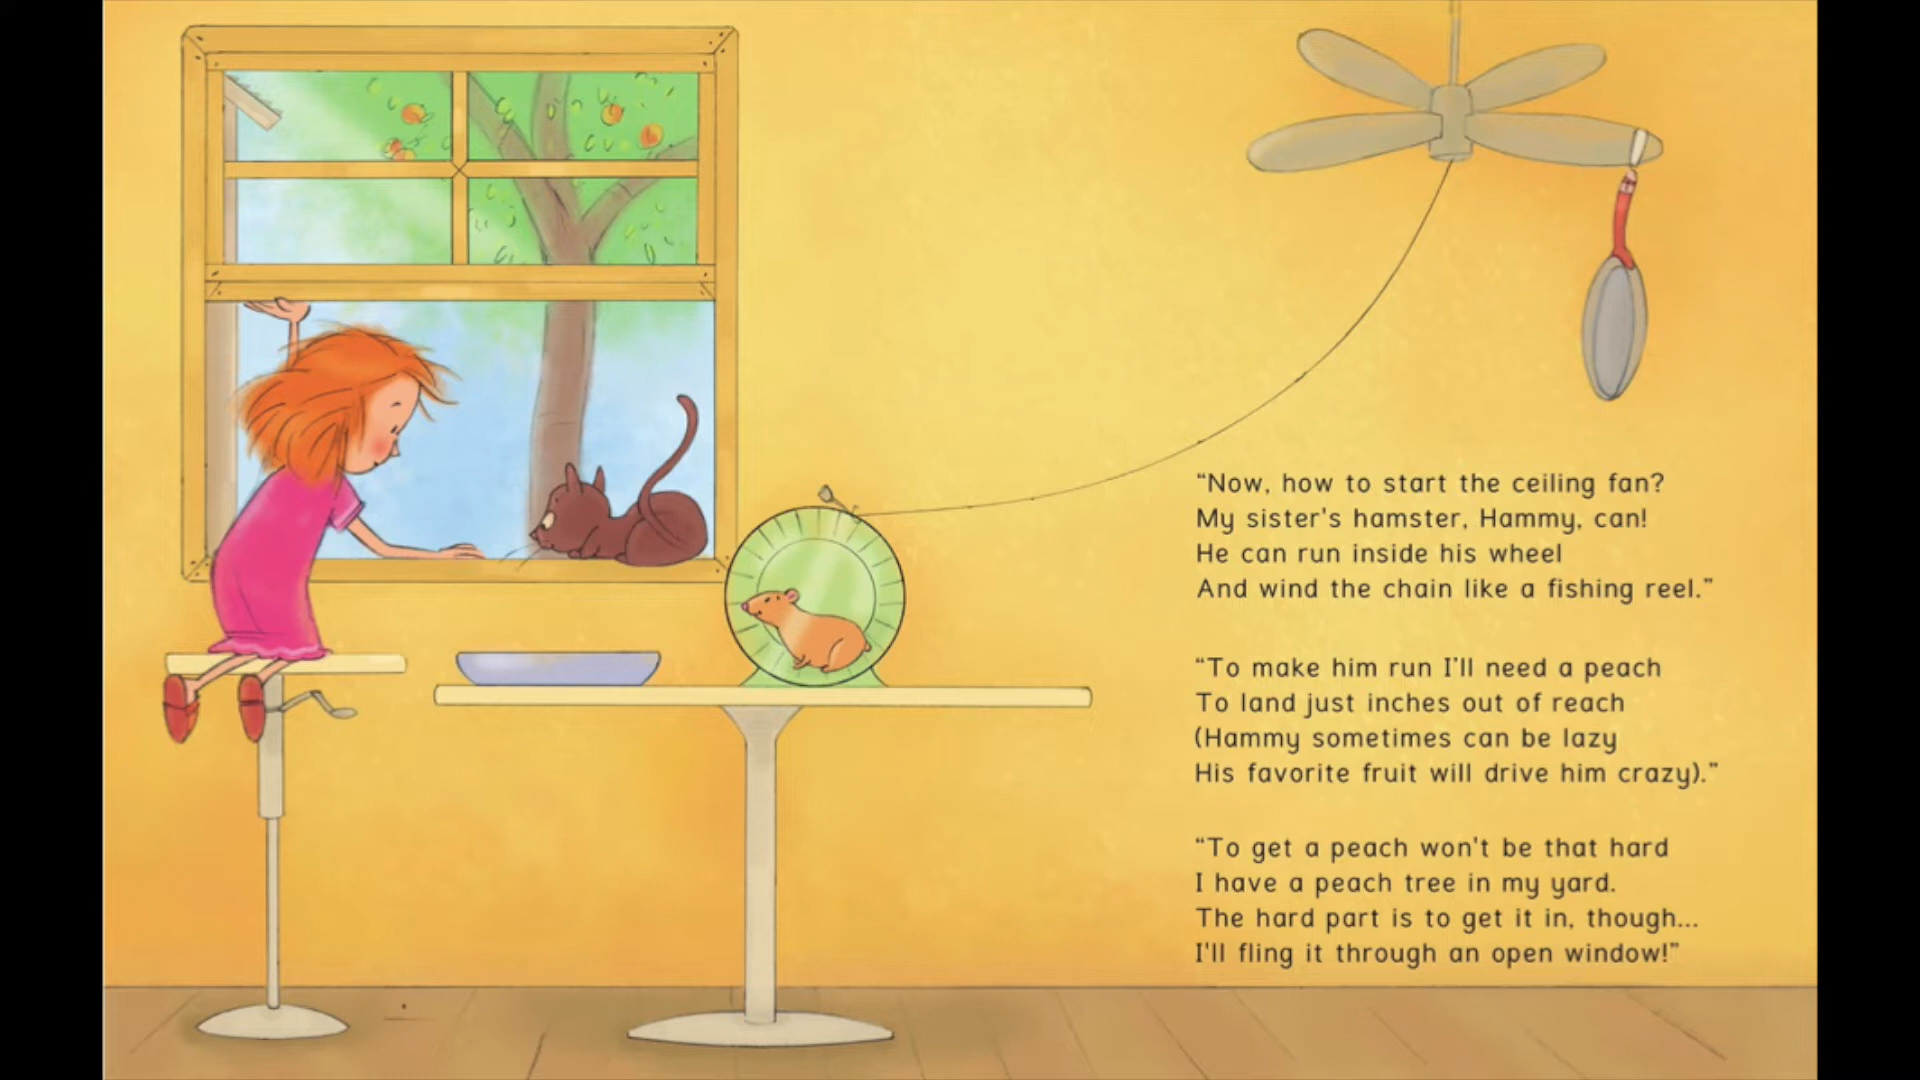 “Now, how to start the ceiling fan?
My sister's hamster, Hammy, can!
He can run inside his wheel
And wind the chain like a fishing reel.”
“To make him run I’ll need a peach
To land just inches out of reach
(Hammy sometimes can be lazy
His favorite fruit will drive him crazy).”
“To get a peach won't be that hard
I have a peach tree in my yard.
The hard part is to get it in, though...
I'll fling it through an open window!”